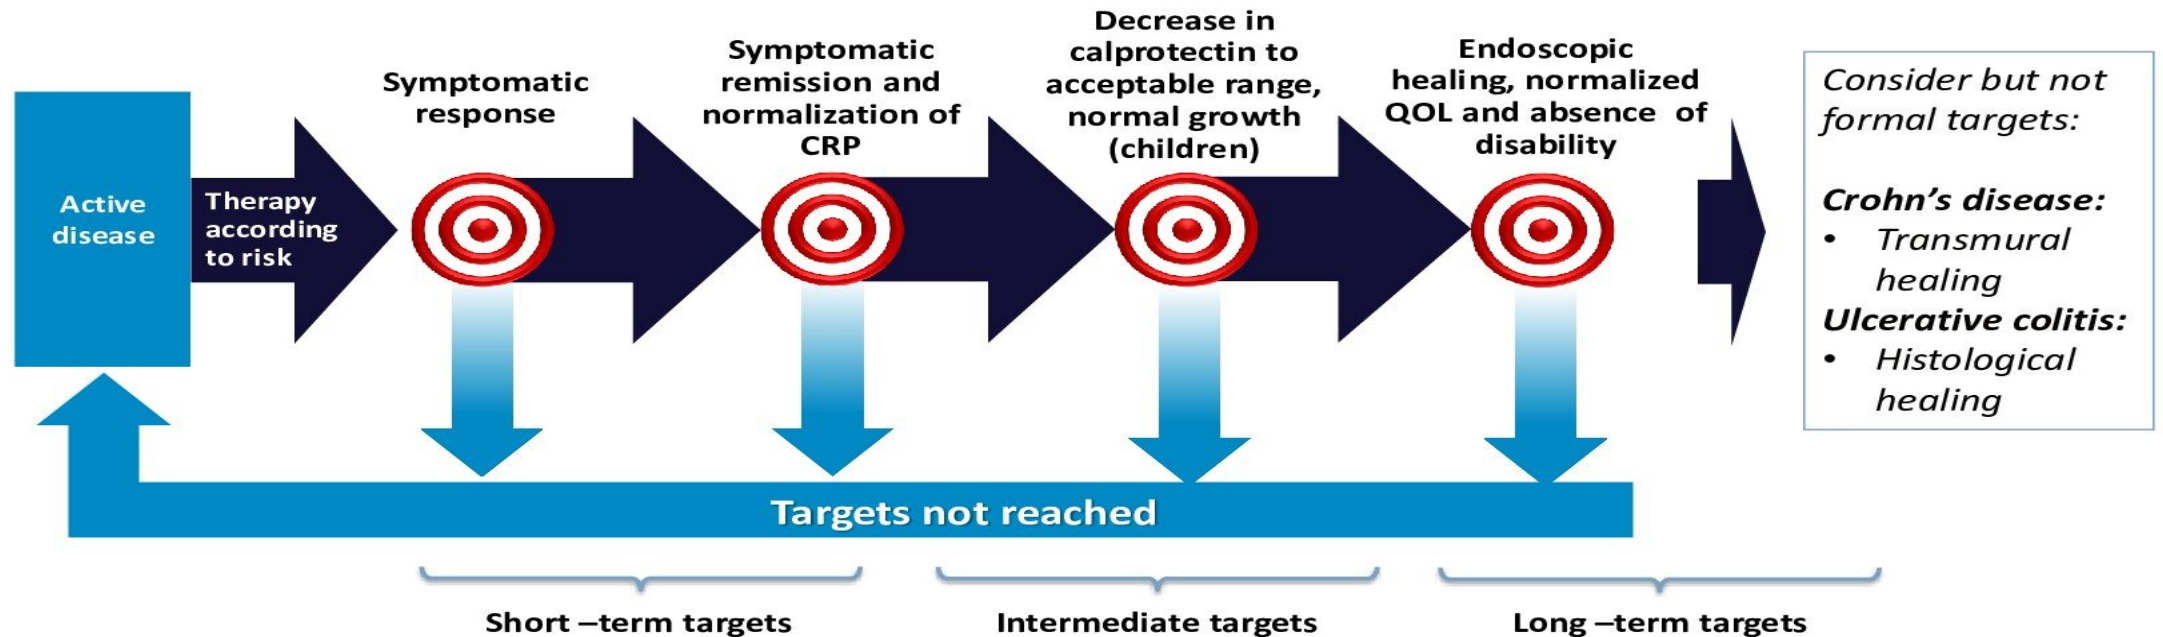 Active
disease
Therapy
according
to risk
Symptomatic
response
Symptomatic
remission and
normalization of
CRP
Decrease in
calprotectin to
acceptable range,
normal growth
(children)
Endoscopic
healing, normalized
QOL and absence of
disability
Consider but not
formal targets:
Crohn’s disease:
• Transmural
healing
Ulcerative colitis:
• Histological
healing
Targets not reached
Short –term targets
Intermediate targets
Long –term targets